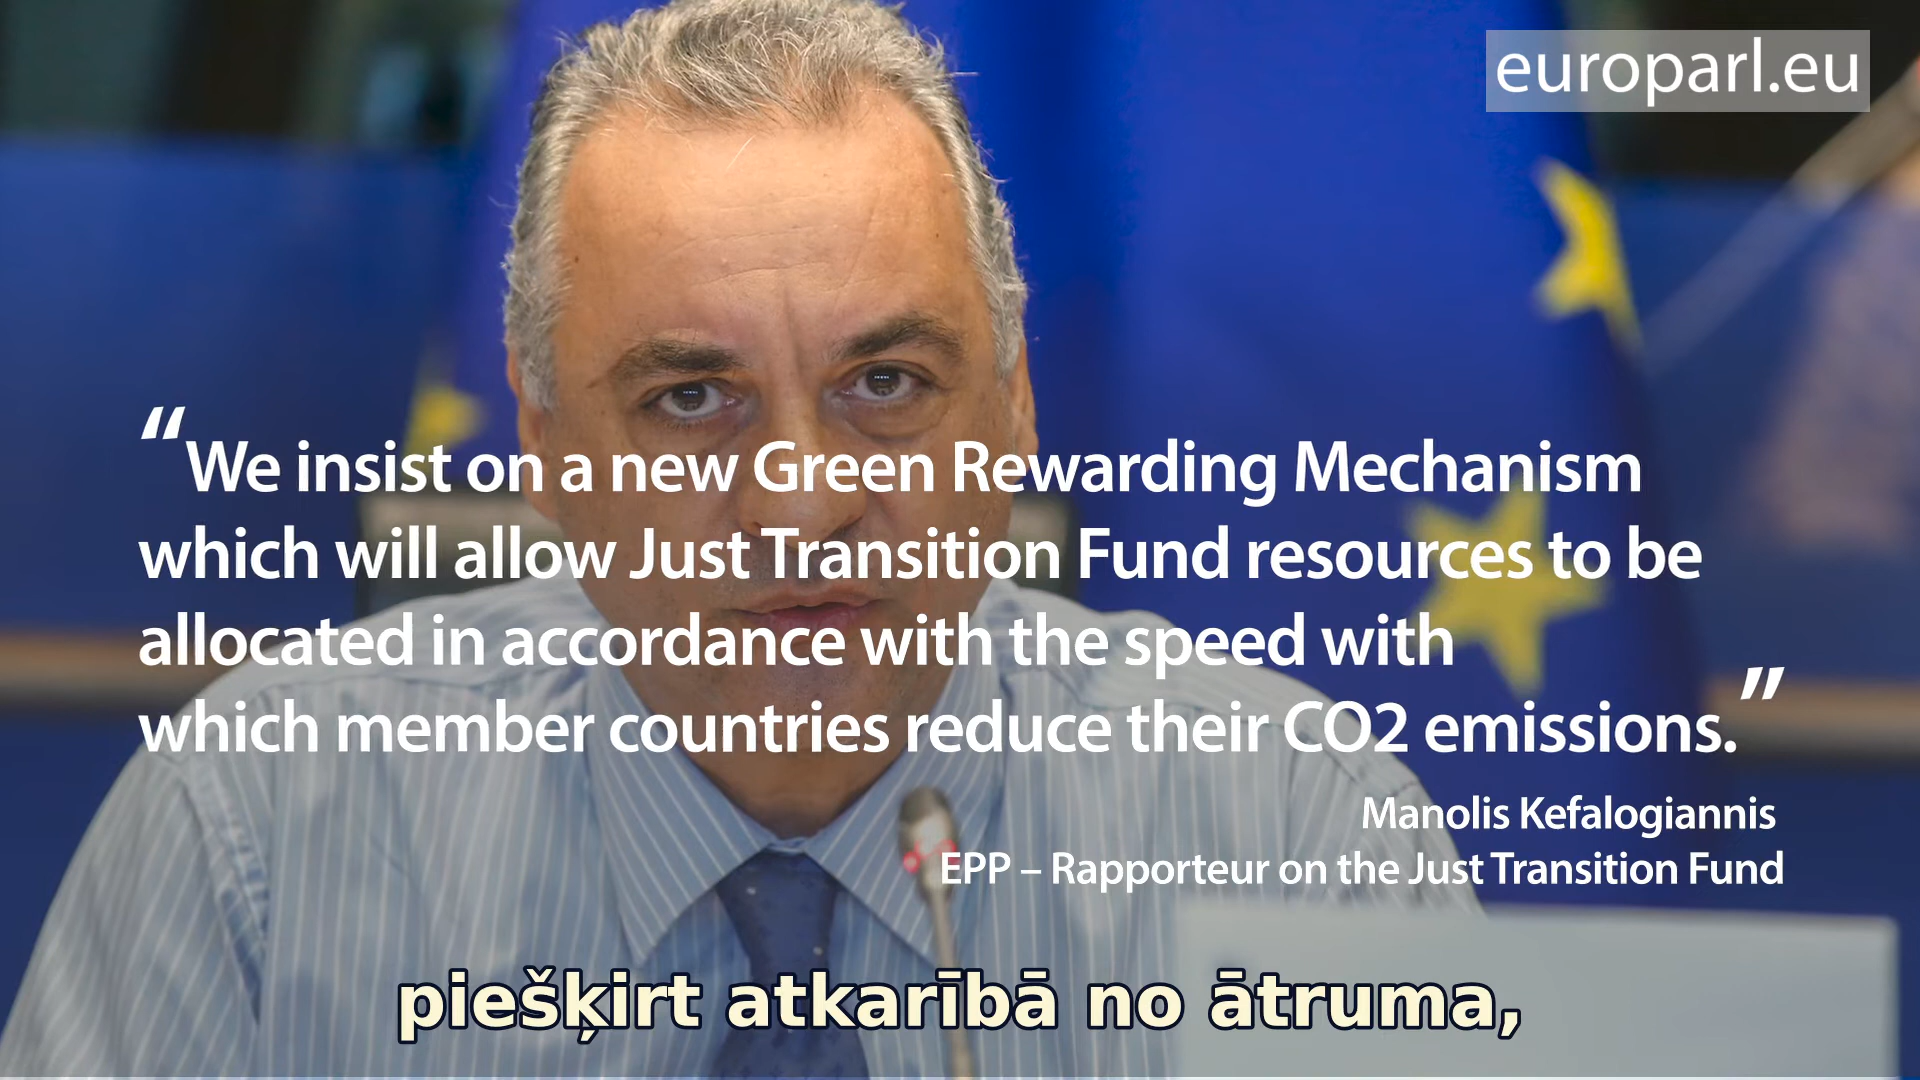 europarl.eu
“We insist on a new Green Rewarding Mechanism
which will allow Just Transition Fund resources to be
allocated in accordance with the speed with
which member countries reduce their CO2 emissions.”
Manolis Kefalogiannis
EPP – Rapporteur on the Just Transition Fund
piešķirt atkarībā no ātruma,